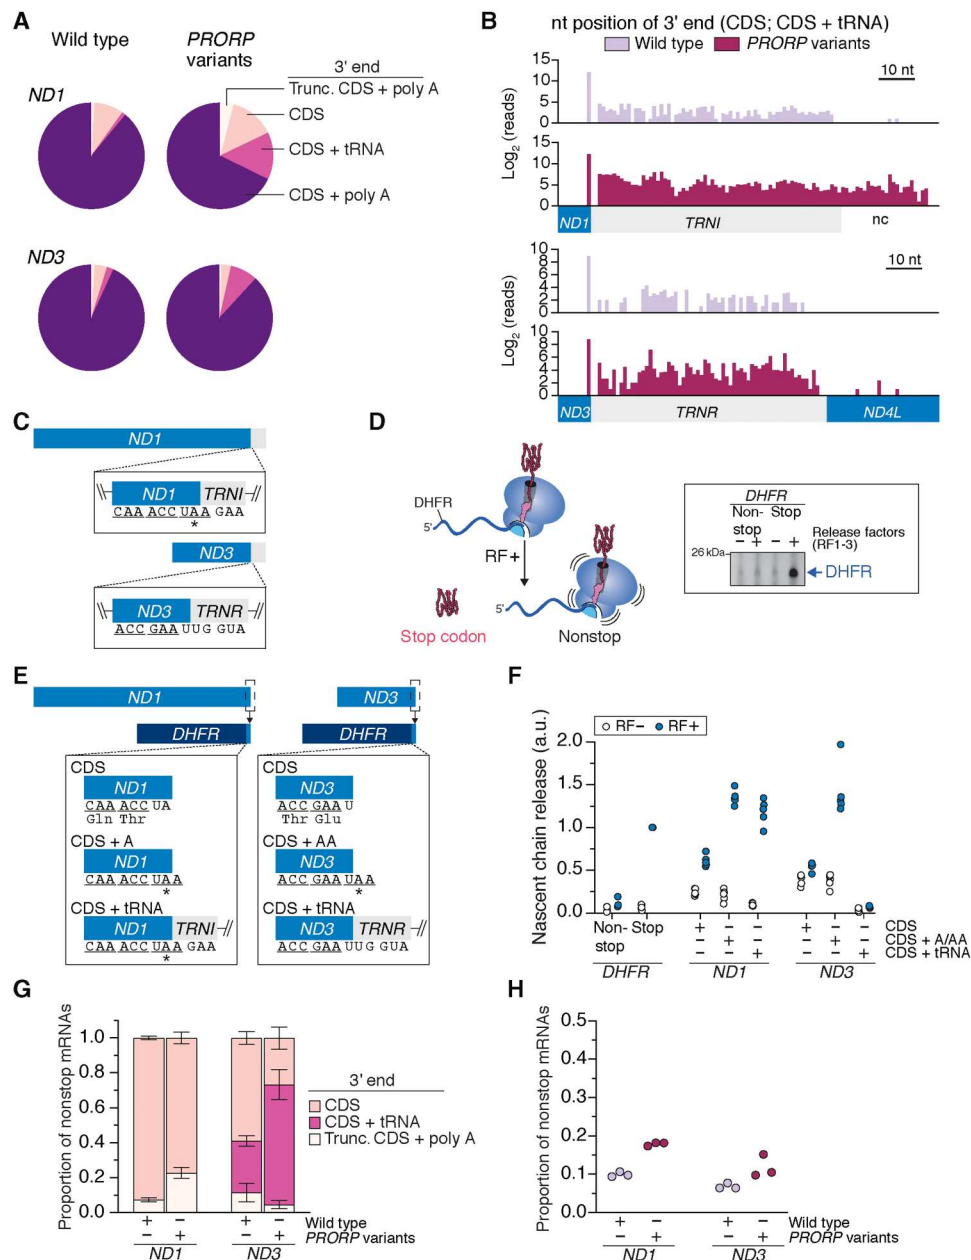 A
Wild type
PRORP
variants
3' end
Trunc. CDS + poly A
CDS
CDS + tRNA
CDS + poly A
ND1
ND3
B
nt position of 3' end (CDS; CDS + tRNA)
Wild type
PRORP variants
10 nt
Log2 (reads)
15
10
5
0
15
10
5
0
ND1
TRNI
nc
10 nt
Log2 (reads)
10
8
6
4
2
0
10
8
6
4
2
0
ND3
TRNR
ND4L
C
ND1
ND1
TRNI
CAA ACC UAA GAA
*
ND3
ND3
TRNR
ACC GAA UUG GUA
D
DHFR
5'
RF+
5'
Stop codon
Nonstop
DHFR
Non-stop
Stop
− + − +
Release factors
(RF1-3)
26 kDa
DHFR
E
ND1
DHFR
CDS
ND1
CAA ACC UA
Gln Thr
CDS + A
ND1
CAA ACC UAA
*
CDS + tRNA
ND1
TRNI
CAA ACC UAA GAA
*
ND3
DHFR
CDS
ND3
ACC GAA U
Thr Glu
CDS + AA
ND3
ACC GAA UAA
*
CDS + tRNA
ND3
TRNR
ACC GAA UUG GUA
F
RF−
RF+
Nascent chain release (a.u.)
2.0
1.5
1.0
0.5
0.0
Non-stop
Stop
+ − − + − − CDS
− + − − + − CDS + A/AA
− − + − − + CDS + tRNA
DHFR
ND1
ND3
G
Proportion of nonstop mRNAs
1.0
0.8
0.6
0.4
0.2
0.0
3' end
CDS
CDS + tRNA
Trunc. CDS + poly A
+ − + − Wild type
− + − + PRORP variants
ND1
ND3
H
Proportion of nonstop mRNAs
0.5
0.4
0.3
0.2
0.1
0.0
+ − + − Wild type
− + − + PRORP variants
ND1
ND3